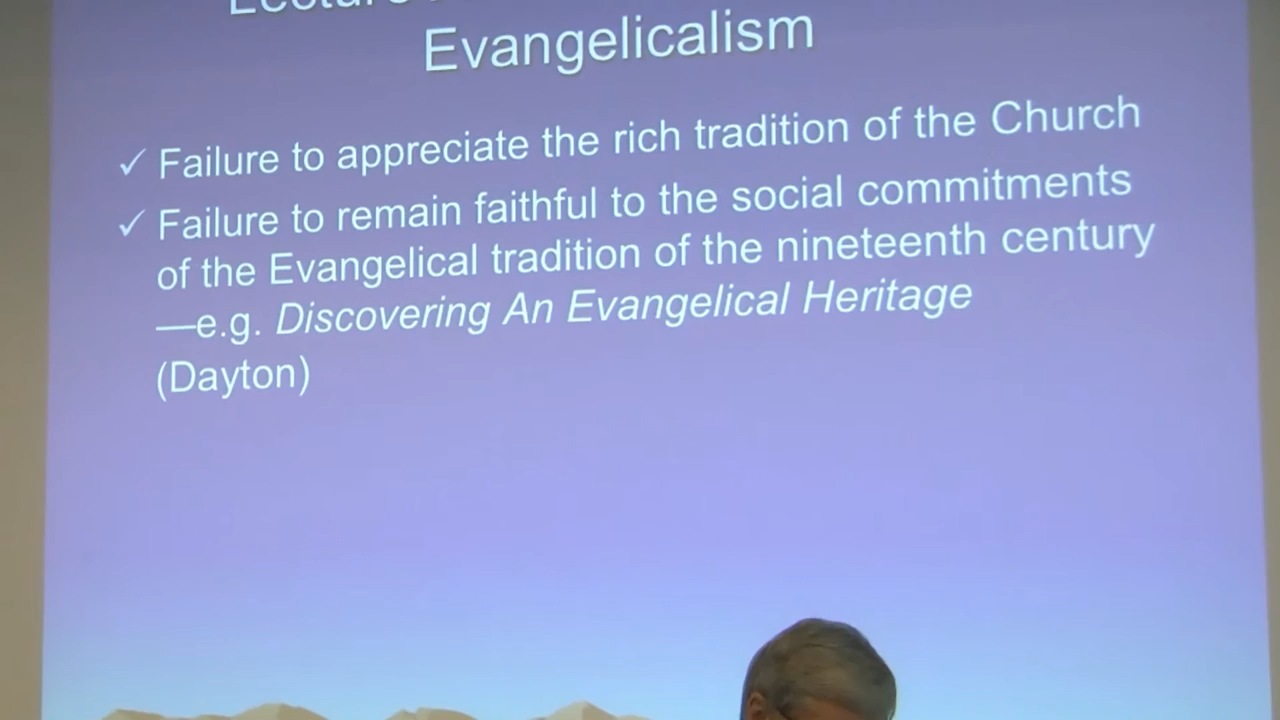 Evangelicalism
✓ Failure to appreciate the rich tradition of the Church
✓ Failure to remain faithful to the social commitments
of the Evangelical tradition of the nineteenth century
—e.g. Discovering An Evangelical Heritage
(Dayton)